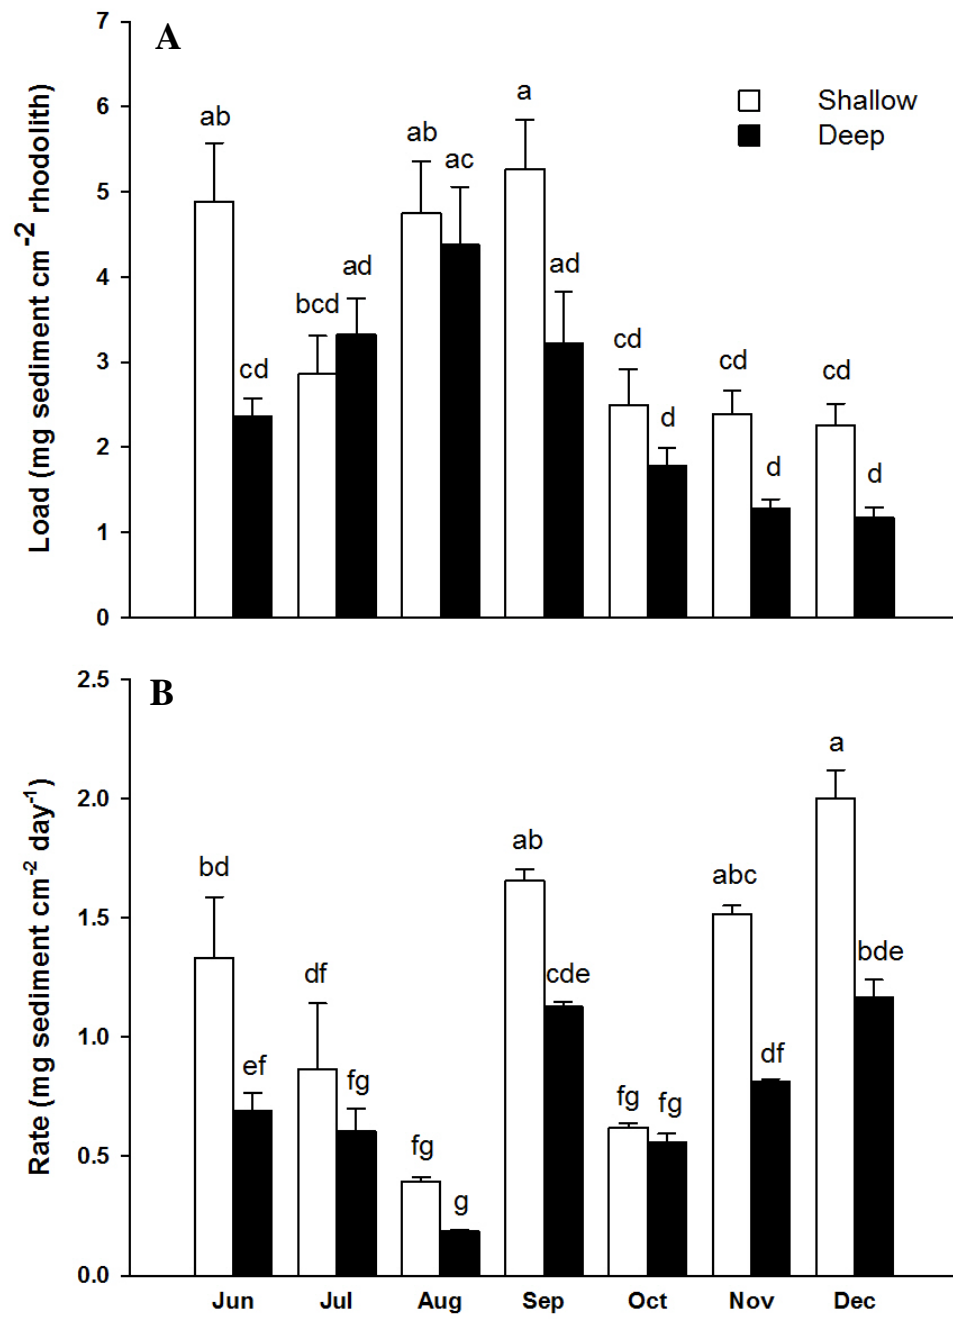 A
7
6
5
4
3
2
1
0
Load (mg sediment cm-2 rhodolith)
Shallow
Deep
ab
cd
bcd
ad
ab
ac
a
ad
cd
d
cd
d
cd
d
B
2.5
2.0
1.5
1.0
0.5
0.0
Rate (mg sediment cm-2 day-1)
bd
ef
df
fg
fg
g
ab
cde
fg
fg
abc
df
a
bde
Jun Jul Aug Sep Oct Nov Dec